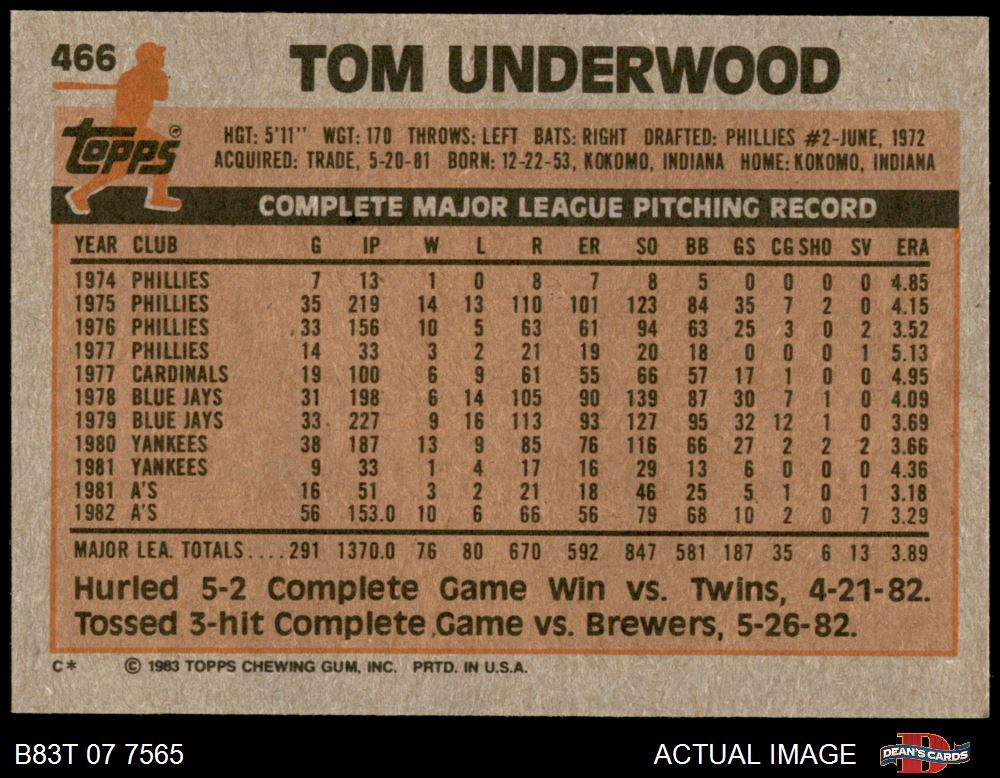 466 TOM UNDERWOOD
Topps ®
HGT: 5'11" WGT: 170 THROWS: LEFT BATS: RIGHT DRAFTED: PHILLIES #2-JUNE, 1972
ACQUIRED: TRADE, 5-20-81 BORN: 12-22-53, KOKOMO, INDIANA HOME: KOKOMO, INDIANA
COMPLETE MAJOR LEAGUE PITCHING RECORD
YEAR CLUB G IP W L R ER SO BB GS CG SHO SV ERA
1974 PHILLIES 7 13 1 0 8 7 8 5 0 0 0 0 4.85
1975 PHILLIES 35 219 14 13 110 101 123 84 35 7 2 0 4.15
1976 PHILLIES 33 156 10 5 63 61 94 63 25 3 0 2 3.52
1977 PHILLIES 14 33 3 2 21 19 20 18 0 0 0 1 5.13
1977 CARDINALS 19 100 6 9 61 55 66 57 17 1 0 0 4.95
1978 BLUE JAYS 31 198 6 14 105 90 139 87 30 7 1 0 4.09
1979 BLUE JAYS 33 227 9 16 113 93 127 95 32 12 1 0 3.69
1980 YANKEES 38 187 13 9 85 76 116 66 27 2 2 2 3.66
1981 YANKEES 9 33 1 4 17 16 29 13 6 0 0 0 4.36
1981 A'S 16 51 3 2 21 18 46 25 5 1 0 1 3.18
1982 A'S 56 153.0 10 6 66 56 79 68 10 2 0 7 3.29
MAJOR LEA. TOTALS....291 1370.0 76 80 670 592 847 581 187 35 6 13 3.89
Hurled 5-2 Complete Game Win vs. Twins, 4-21-82.
Tossed 3-hit Complete Game vs. Brewers, 5-26-82.
C* © 1983 TOPPS CHEWING GUM, INC. PRTD. IN U.S.A.
B83T 07 7565 ACTUAL IMAGE DEAN'S CARDS